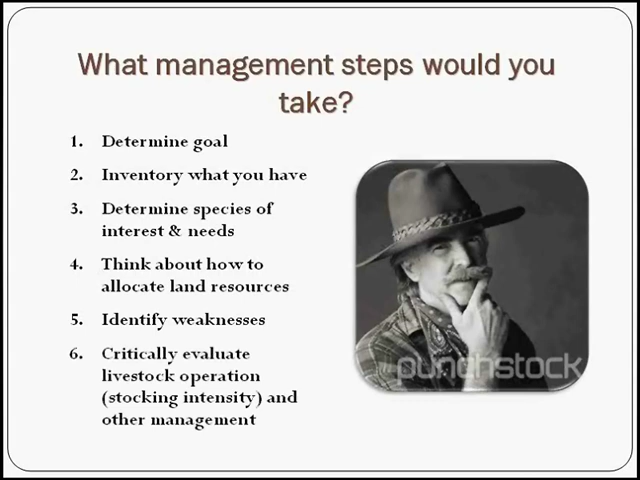 What management steps would you
take?
1. Determine goal
2. Inventory what you have
3. Determine species of
interest & needs
4. Think about how to
allocate land resources
5. Identify weaknesses
6. Critically evaluate
livestock operation
(stocking intensity) and
other management
punchstock